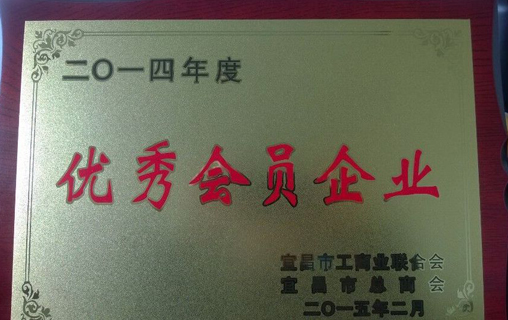 二〇一四年度
优秀会员企业
宜昌市工商业联合会
宜昌市总商会
二〇一五年二月